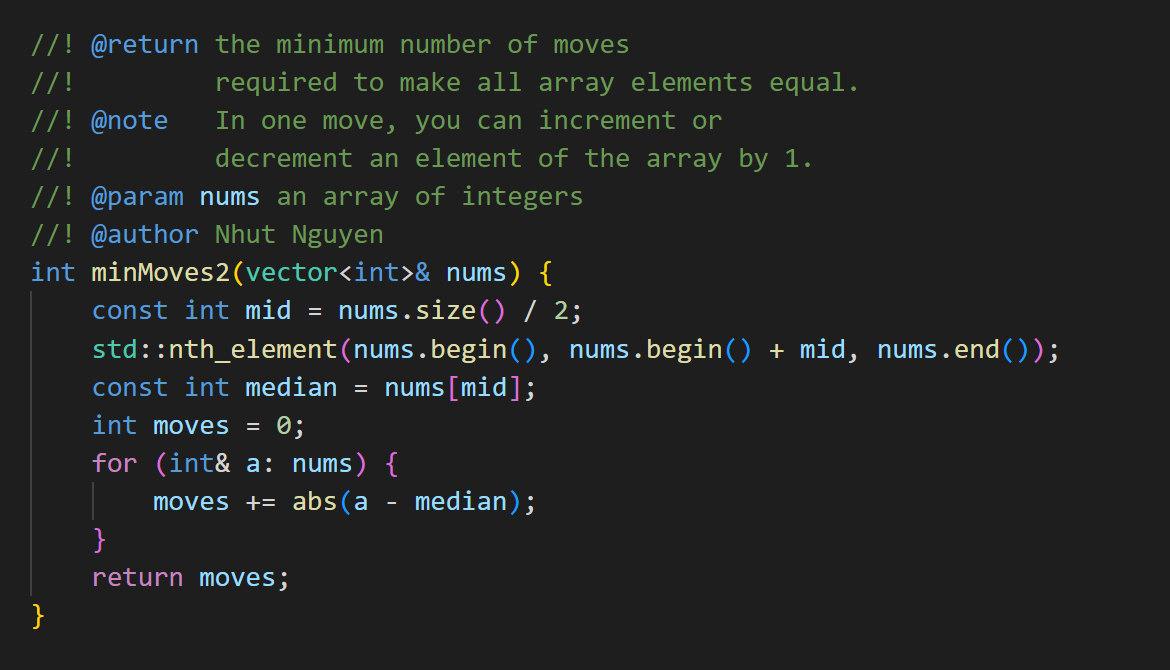 //! @return the minimum number of moves
//!         required to make all array elements equal.
//! @note   In one move, you can increment or
//!         decrement an element of the array by 1.
//! @param nums an array of integers
//! @author Nhut Nguyen
int minMoves2(vector<int>& nums) {
    const int mid = nums.size() / 2;
    std::nth_element(nums.begin(), nums.begin() + mid, nums.end());
    const int median = nums[mid];
    int moves = 0;
    for (int& a: nums) {
        moves += abs(a - median);
    }
    return moves;
}